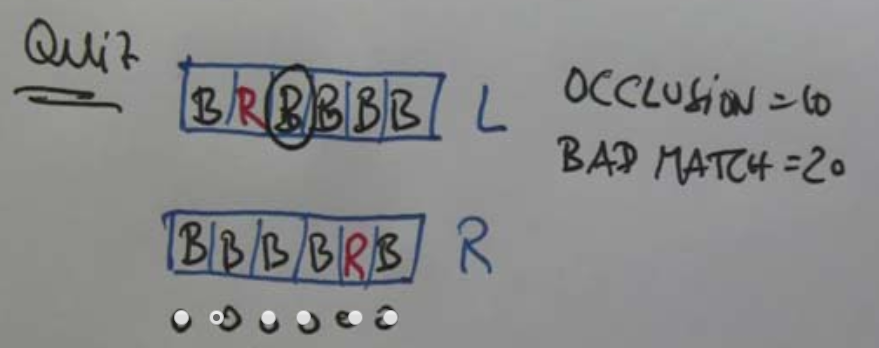 Quiz
B R B B B B L
OCCLUSION = 10
BAD MATCH = 20
B B B B R B R